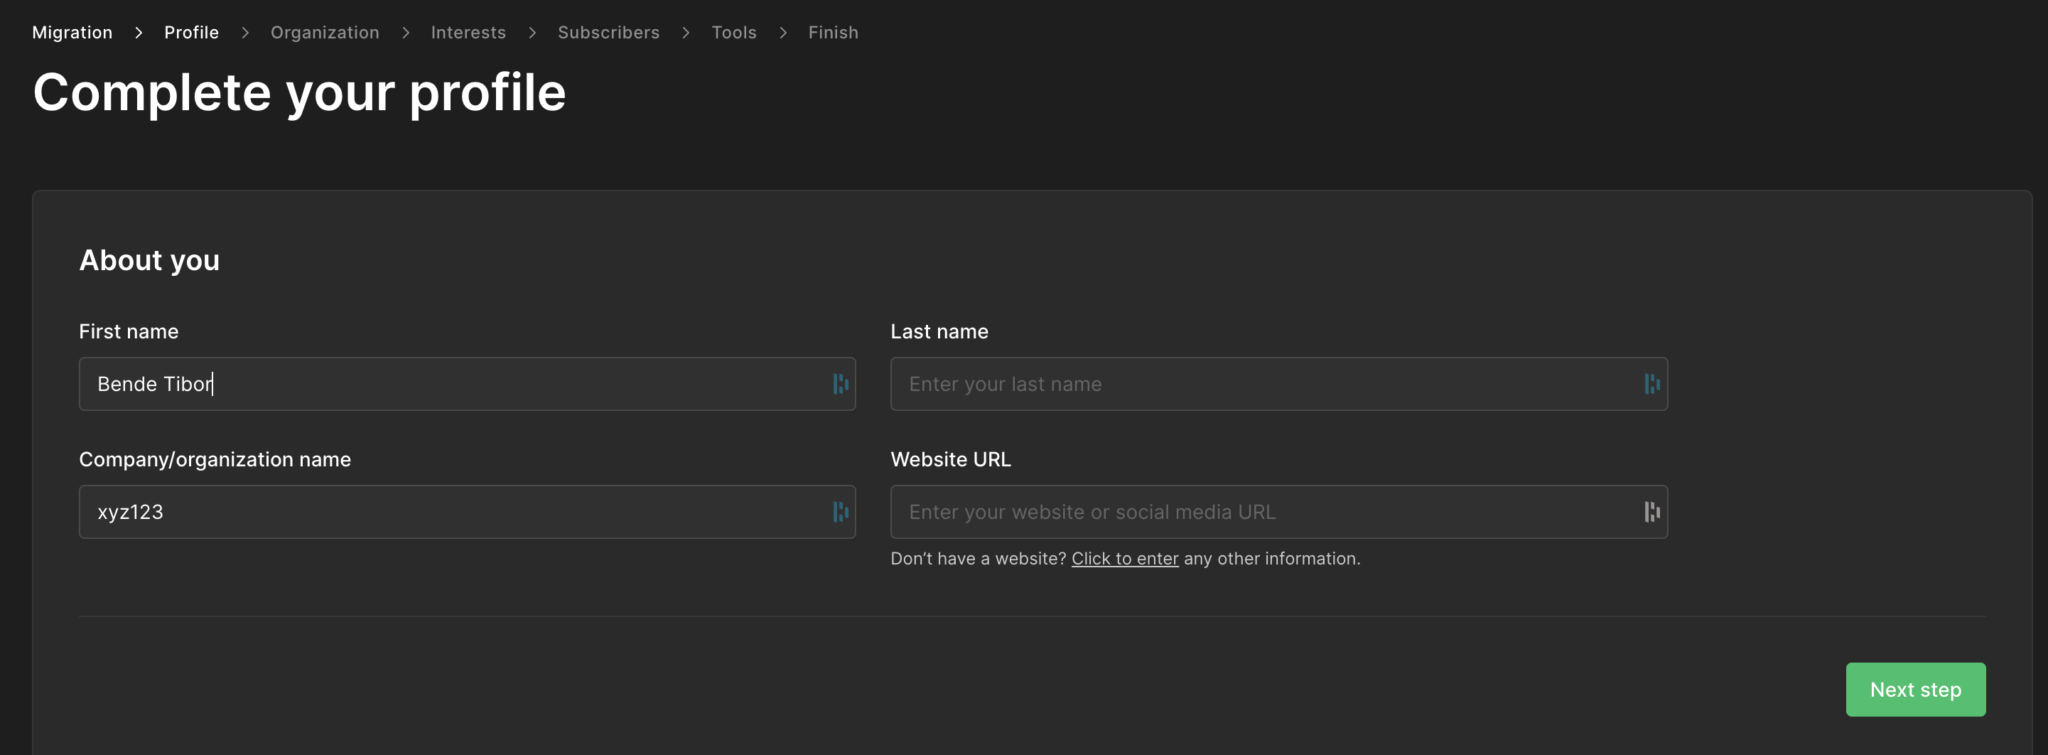 Migration > Profile > Organization > Interests > Subscribers > Tools > Finish
Complete your profile
About you
First name
Last name
Bende Tibor
Enter your last name
Company/organization name
Website URL
xyz123
Enter your website or social media URL
Don’t have a website? Click to enter any other information.
Next step